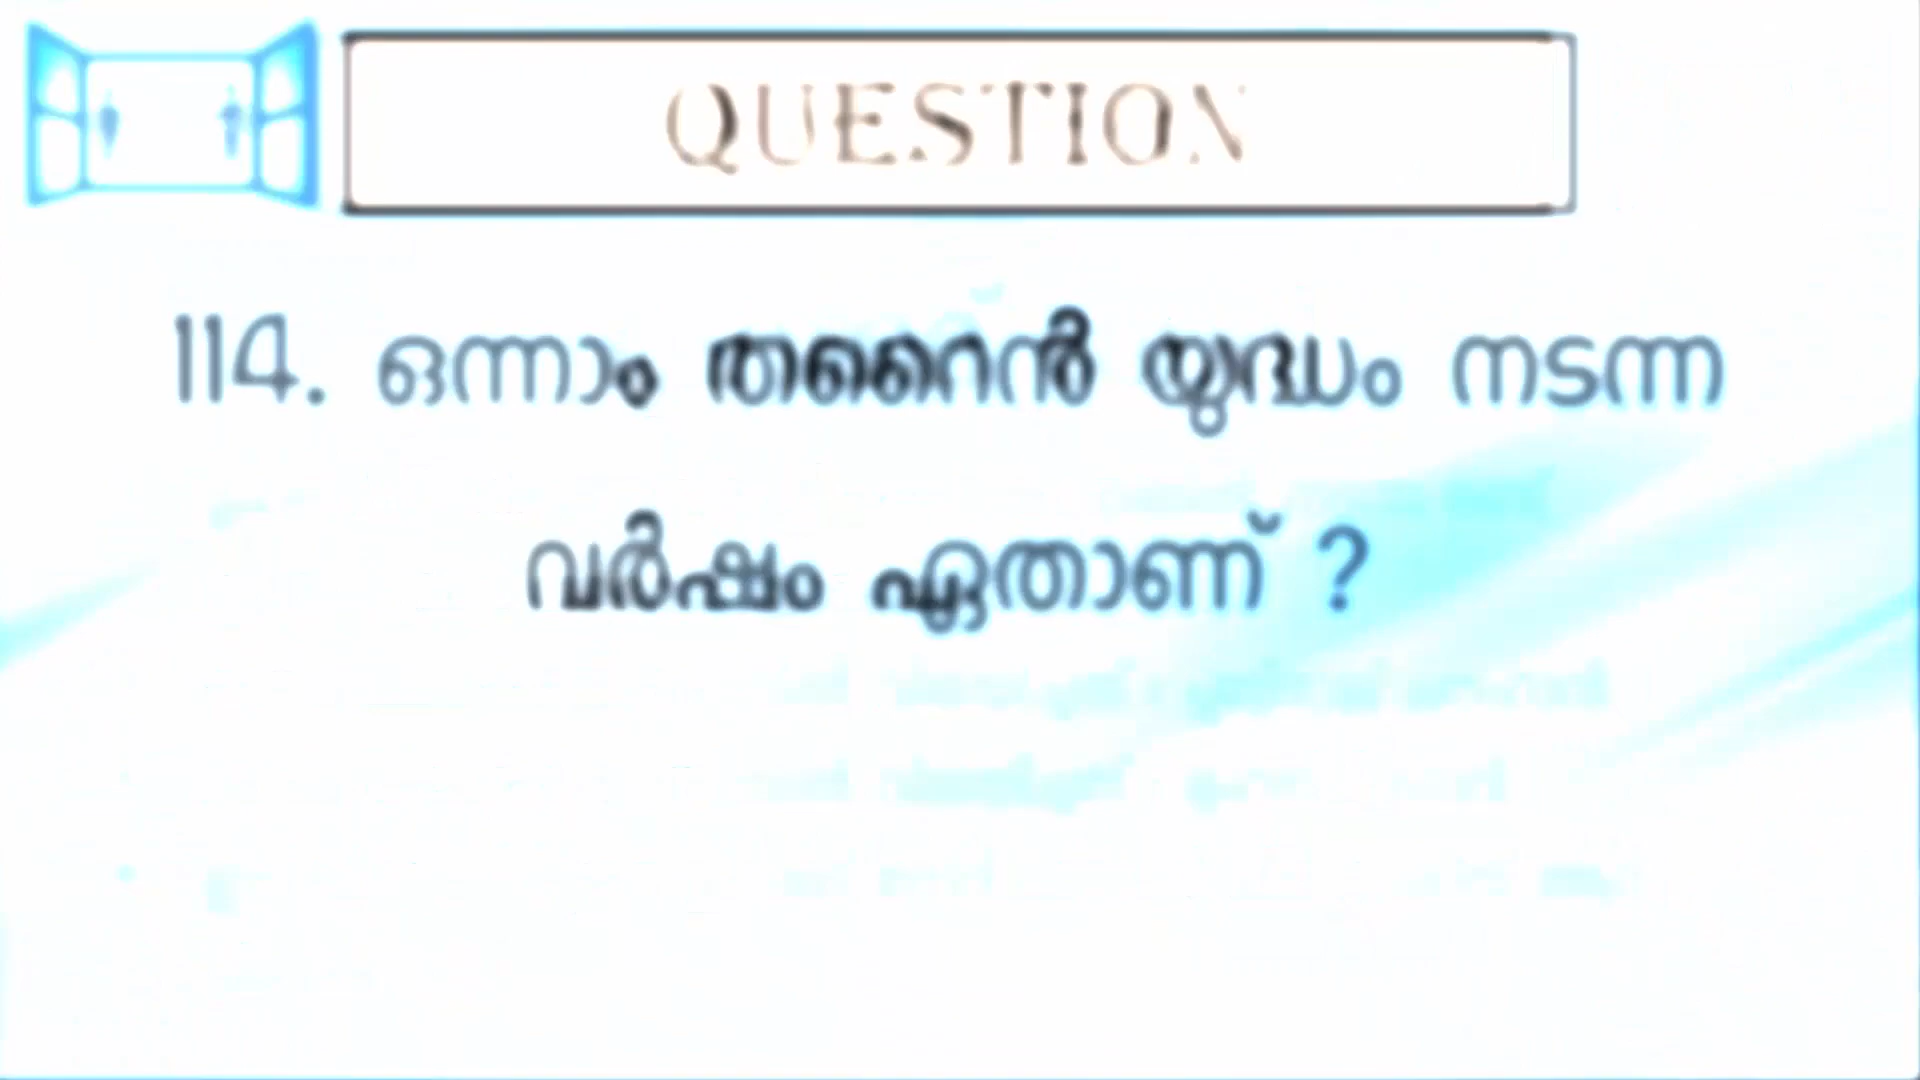 QUESTION
114. ഒന്നാം തറൈൻ യുദ്ധം നടന്ന
വർഷം ഏതാണ് ?